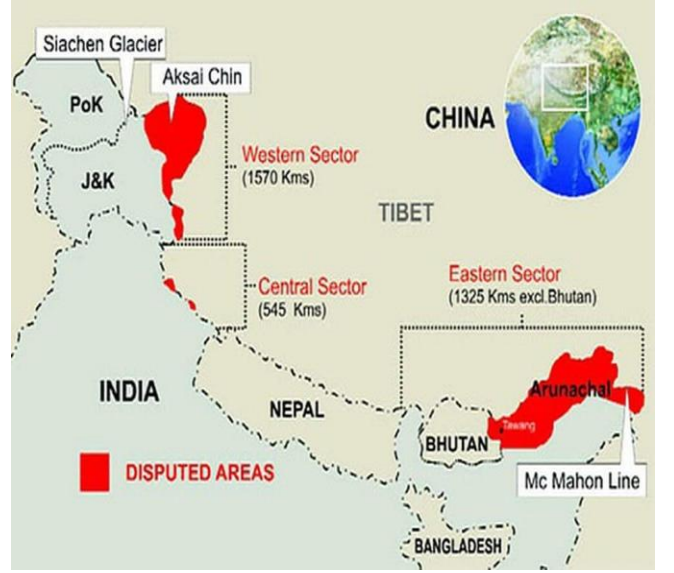 Siachen Glacier
Aksai Chin
PoK
CHINA
Western Sector
(1570 Kms)
J&K
TIBET
Eastern Sector
(1325 Kms excl.Bhutan)
Central Sector
(545 Kms)
INDIA
NEPAL
Arunachal
Tawang
BHUTAN
DISPUTED AREAS
Mc Mahon Line
BANGLADESH